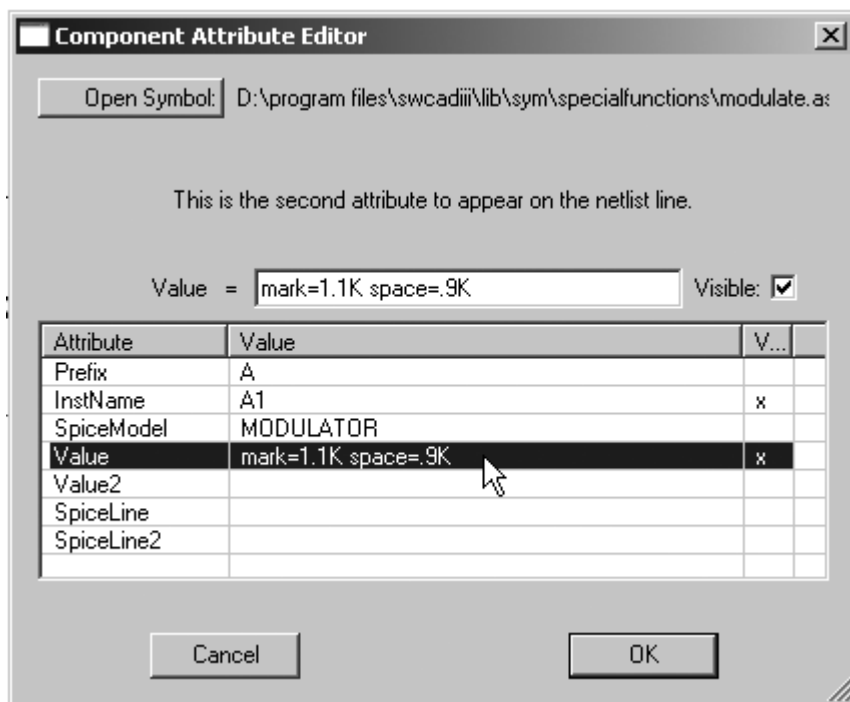 Component Attribute Editor
Open Symbol: D:\program files\swcadiii\lib\sym\specialfunctions\modulate.as
This is the second attribute to appear on the netlist line.
Value = mark=1.1K space=.9K Visible:
Attribute Value V...
Prefix A
InstName A1 x
SpiceModel MODULATOR
Value mark=1.1K space=.9K x
Value2
SpiceLine
SpiceLine2
Cancel OK